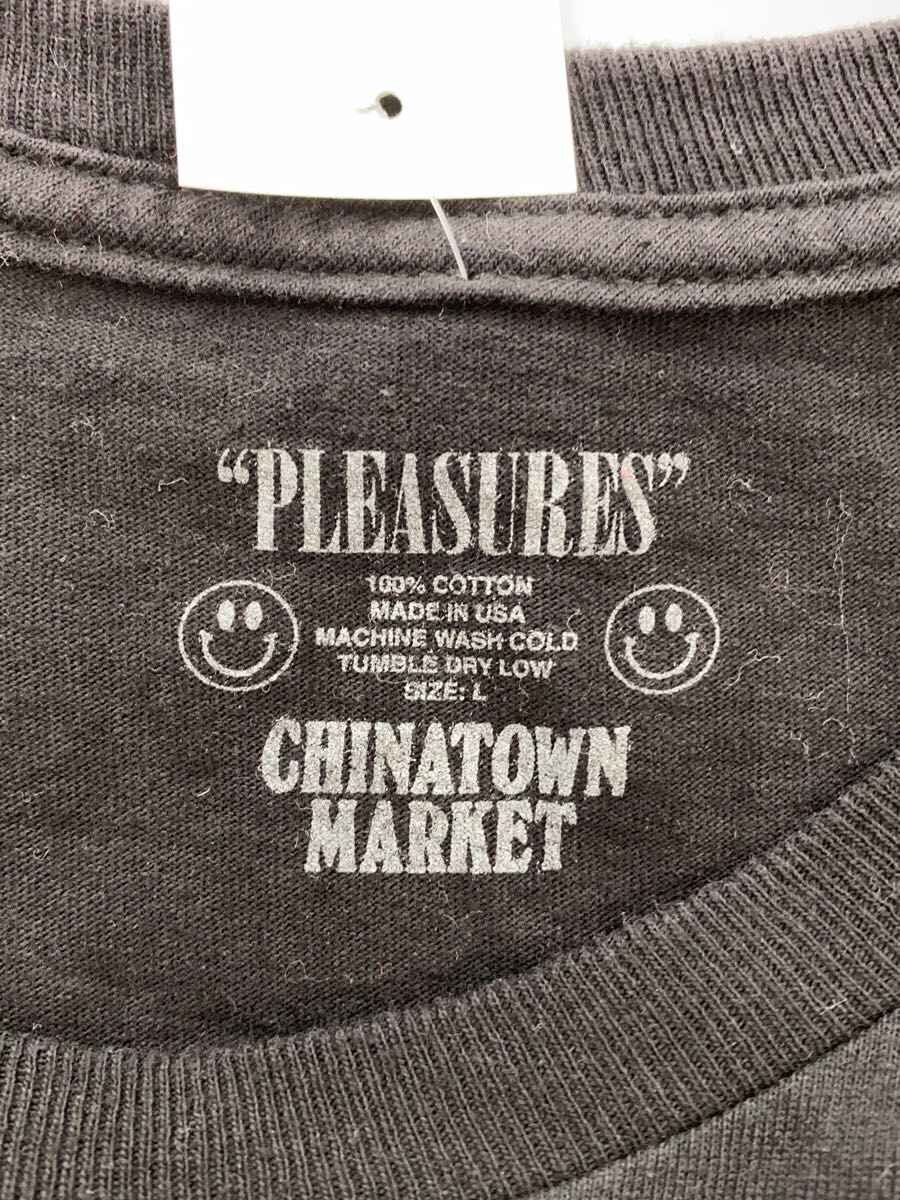 “PLEASURES”
100% COTTON
MADE IN USA
MACHINE WASH COLD
TUMBLE DRY LOW
SIZE: L
CHINATOWN
MARKET